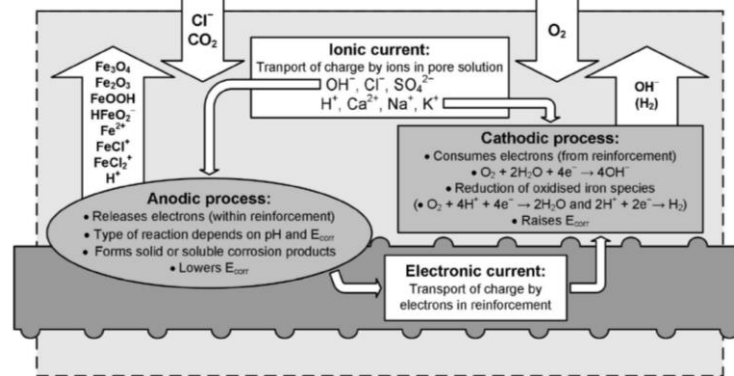 Cl⁻
CO₂
O₂
Fe₃O₄
Fe₂O₃
FeOOH
HFeO₂⁻
Fe²⁺
FeCl⁺
FeCl₂⁺
H⁺
Ionic current:
Tranport of charge by ions in pore solution
OH⁻, Cl⁻, SO₄²⁻
H⁺, Ca²⁺, Na⁺, K⁺
OH⁻
(H₂)
Cathodic process:
• Consumes electrons (from reinforcement)
• O₂ + 2H₂O + 4e⁻ → 4OH⁻
• Reduction of oxidised iron species
(• O₂ + 4H⁺ + 4e⁻ → 2H₂O and 2H⁺ + 2e⁻→ H₂)
• Raises E_corr
Anodic process:
• Releases electrons (within reinforcement)
• Type of reaction depends on pH and E_corr
• Forms solid or soluble corrosion products
• Lowers E_corr
Electronic current:
Transport of charge by
electrons in reinforcement